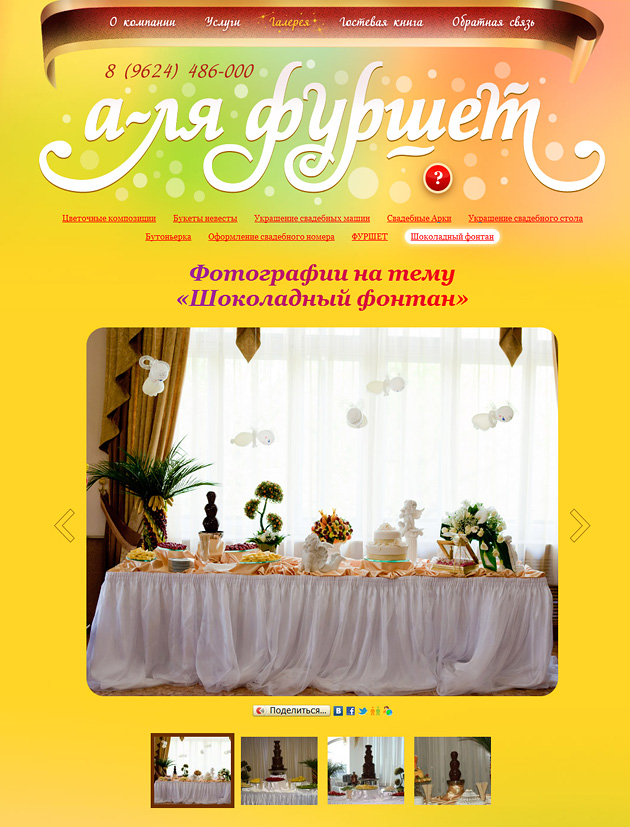 О компании Услуги Галерея Гостевая книга Обратная связь
8 (9624) 486-000
а-ля фуршет
?
Цветочные композиции Букеты невесты Украшение свадебных машин Свадебные Арки Украшение свадебного стола
Бутоньерка Оформление свадебного номера ФУРШЕТ Шоколадный фонтан
Фотографии на тему
«Шоколадный фонтан»
Поделиться...